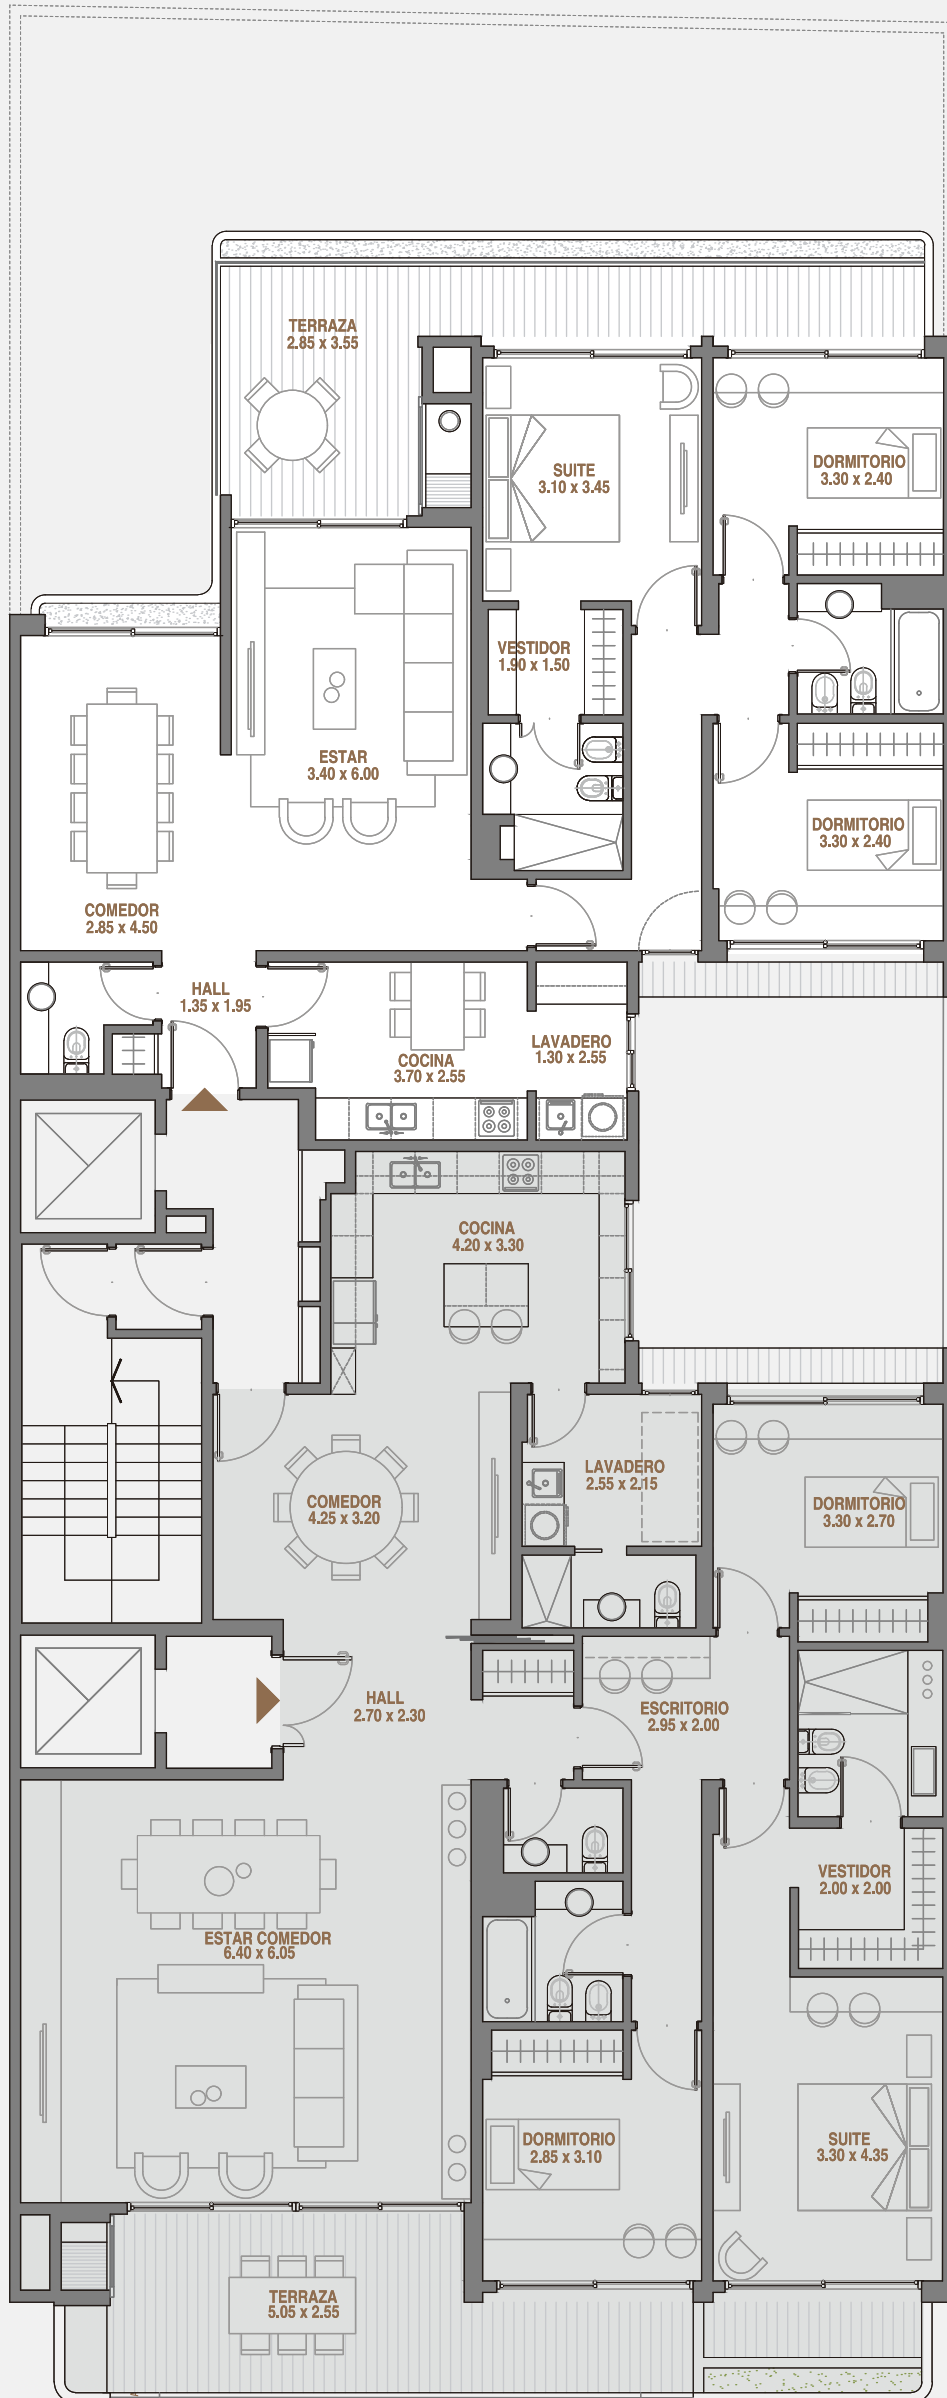 TERRAZA
2.85 x 3.55
SUITE
3.10 x 3.45
DORMITORIO
3.30 x 2.40
VESTIDOR
1.90 x 1.50
ESTAR
3.40 x 6.00
DORMITORIO
3.30 x 2.40
COMEDOR
2.85 x 4.50
HALL
1.35 x 1.95
COCINA
3.70 x 2.55
LAVADERO
1.30 x 2.55
COCINA
4.20 x 3.30
COMEDOR
4.25 x 3.20
LAVADERO
2.55 x 2.15
DORMITORIO
3.30 x 2.70
HALL
2.70 x 2.30
ESCRITORIO
2.95 x 2.00
VESTIDOR
2.00 x 2.00
ESTAR COMEDOR
6.40 x 6.05
DORMITORIO
2.85 x 3.10
SUITE
3.30 x 4.35
TERRAZA
5.05 x 2.55